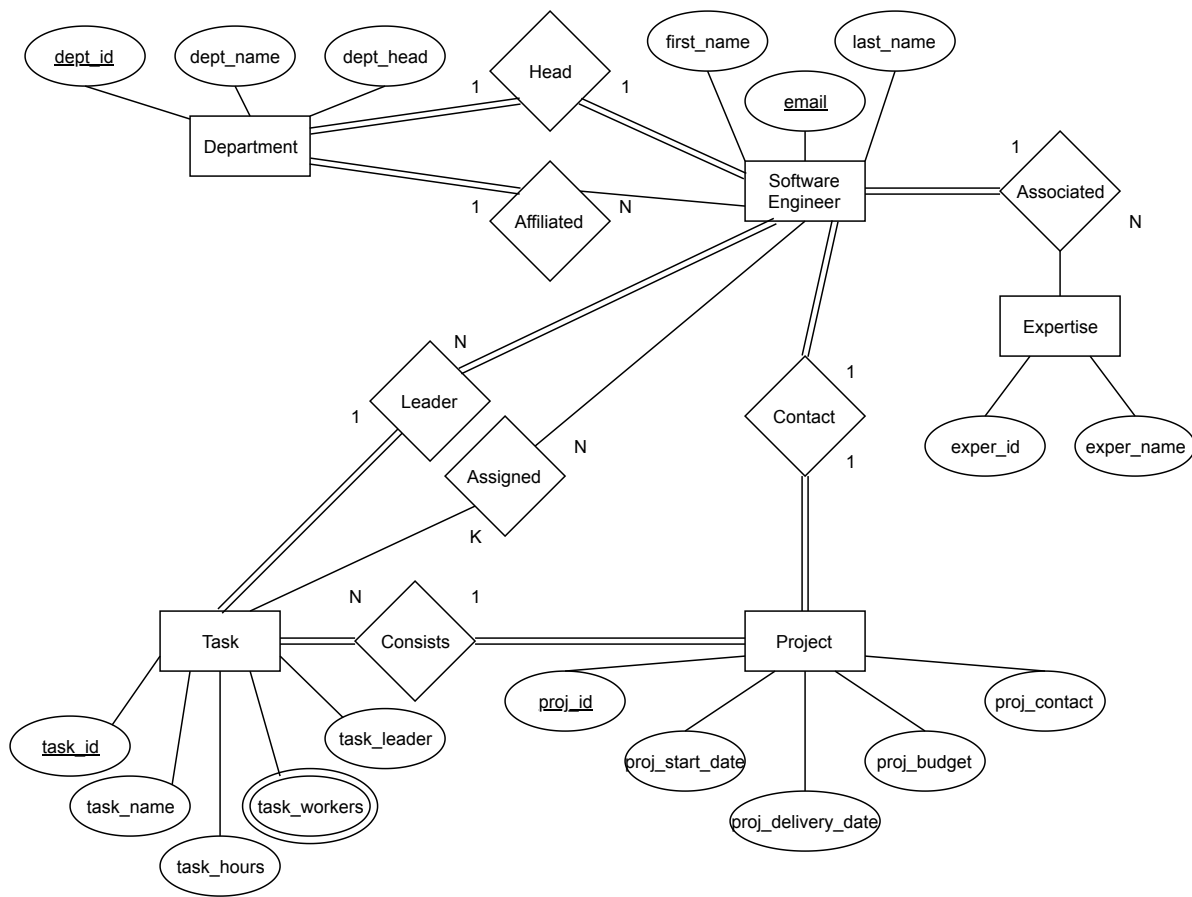 first_name
last_name
dept_id
dept_name
dept_head
Head
1
1
email
Department
Software
Engineer
1
Associated
N
1
Affiliated
N
Expertise
N
Leader
1
1
Contact
1
exper_id
exper_name
N
Assigned
K
N
1
Task
Consists
Project
proj_id
proj_contact
task_id
task_leader
proj_start_date
proj_budget
task_name
task_workers
proj_delivery_date
task_hours